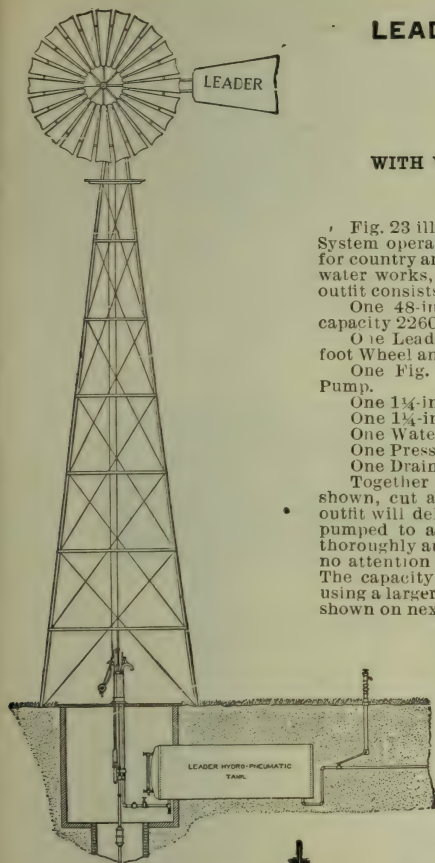 LEAD
LEADER
WITH
Fig. 23 ill
System opera
for country an
water works,
outfit consists
One 48-in
capacity 2260
O e Lead
foot Wheel an
One Fig.
Pump.
One 1¼-in
One 1¼-in
One Wate
One Press
One Drain
Together
shown, cut a
outfit will de
pumped to a
thoroughly a
no attention
The capacity
using a larger
shown on nex
LEADER HYDRO-PNEUMATIC
TANK